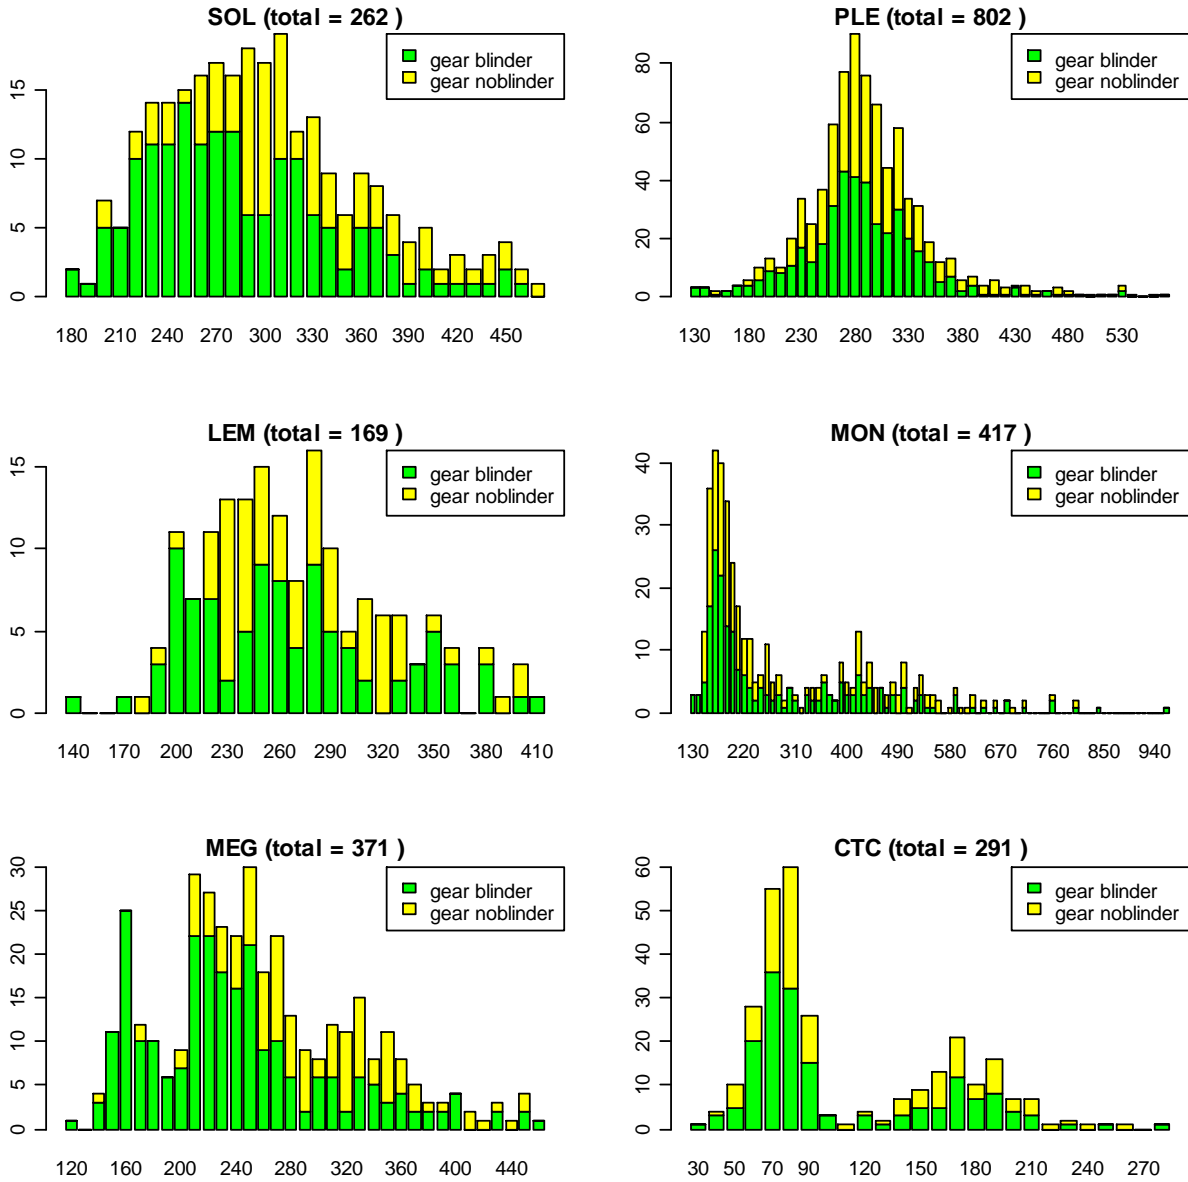 SOL (total = 262 )
gear blinder
gear noblinder
15
10
5
0
180 210 240 270 300 330 360 390 420 450
PLE (total = 802 )
gear blinder
gear noblinder
80
60
40
20
0
130 180 230 280 330 380 430 480 530
LEM (total = 169 )
gear blinder
gear noblinder
15
10
5
0
140 170 200 230 260 290 320 350 380 410
MON (total = 417 )
gear blinder
gear noblinder
40
30
20
10
0
130 220 310 400 490 580 670 760 850 940
MEG (total = 371 )
gear blinder
gear noblinder
30
25
20
15
10
5
0
120 160 200 240 280 320 360 400 440
CTC (total = 291 )
gear blinder
gear noblinder
60
50
40
30
20
10
0
30 50 70 90 120 150 180 210 240 270